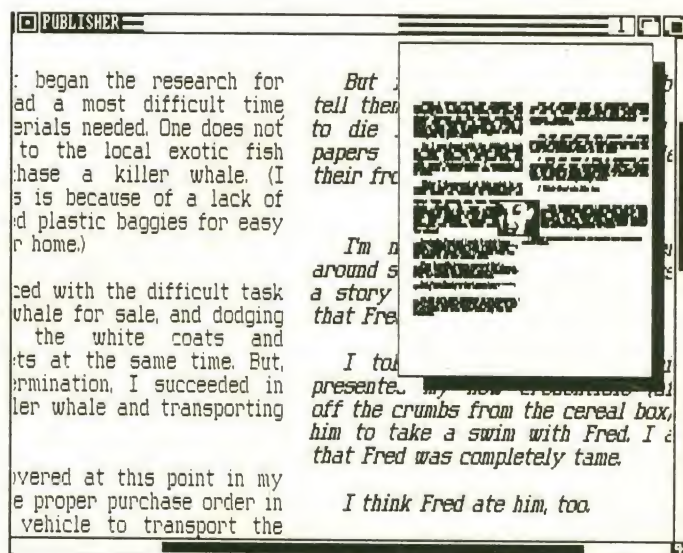 PUBLISHER
1
began the research for
ad a most difficult time
erials needed. One does not
to the local exotic fish
hase a killer whale. (I
s is because of a lack of
d plastic baggies for easy
r home.)
ced with the difficult task
whale for sale, and dodging
the white coats and
ts at the same time. But,
ermination, I succeeded in
ler whale and transporting
overed at this point in my
e proper purchase order in
vehicle to transport the
But
tell them
to die
papers
their fro
I'm n
around s
a story
that Fre
I to
presente
off the crumbs from the cereal box,
him to take a swim with Fred. I a
that Fred was completely tame.
I think Fred ate him, too.